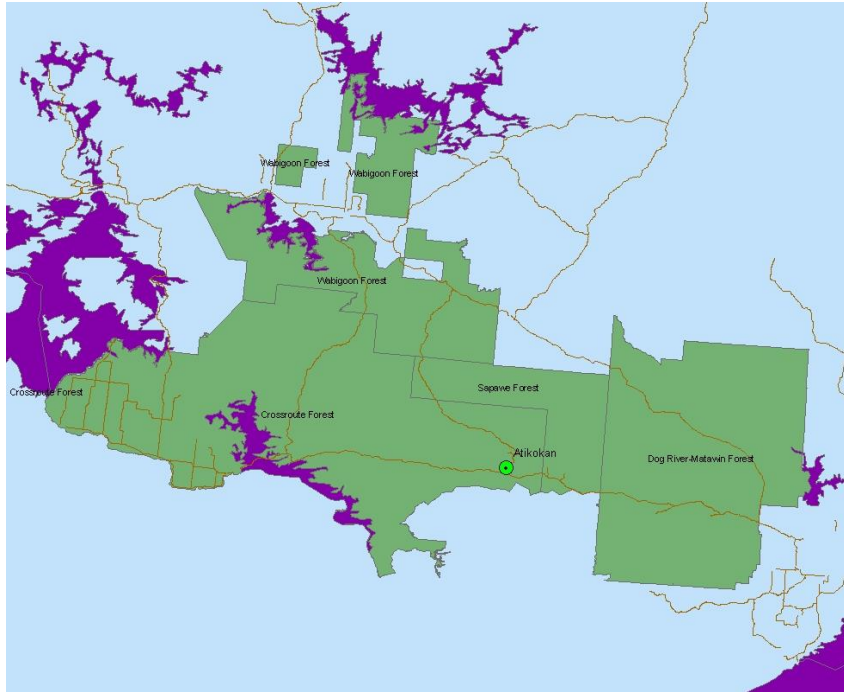 Wabigoon Forest
Wabigoon Forest
Wabigoon Forest
Sapawe Forest
Crossroute Forest
Crossroute Forest
Atikokan
Dog River-Matawin Forest